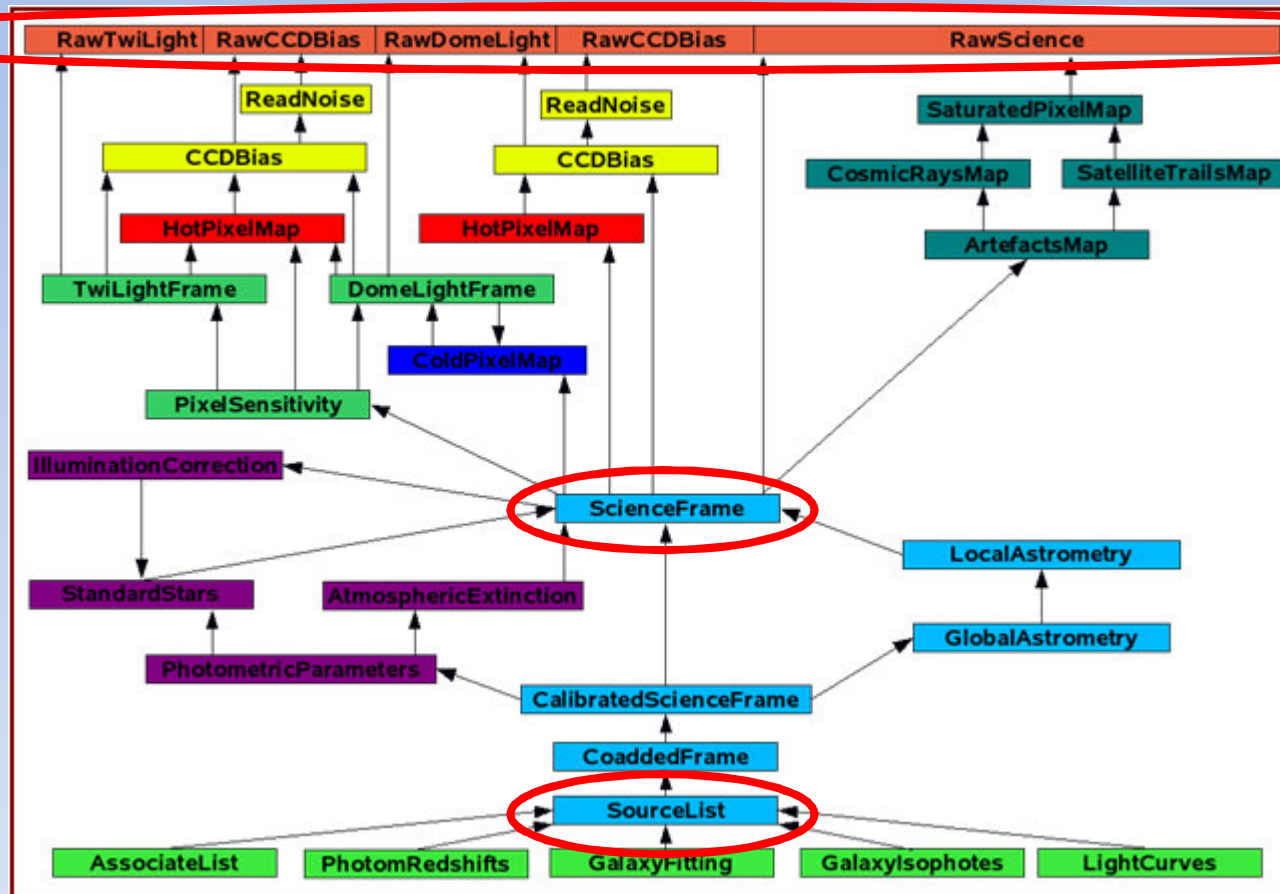 RawTwiLight RawCCDBias RawDomeLight RawCCDBias RawScience
ReadNoise
ReadNoise
SaturatedPixelMap
CCDBias
CCDBias
CosmicRaysMap
SatelliteTrailsMap
HotPixelMap
HotPixelMap
ArtefactsMap
TwiLightFrame
DomeLightFrame
ColdPixelMap
PixelSensitivity
IlluminationCorrection
ScienceFrame
LocalAstrometry
StandardStars
AtmosphericExtinction
GlobalAstrometry
PhotometricParameters
CalibratedScienceFrame
CoaddedFrame
SourceList
AssociateList
PhotomRedshifts
GalaxyFitting
GalaxyIsophotes
LightCurves